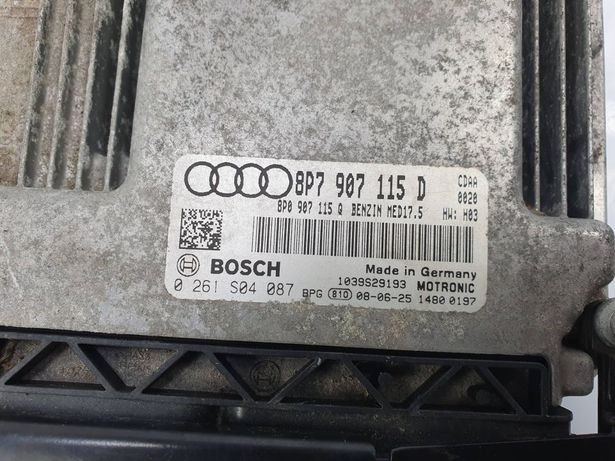 8P7 907 115 D CDAA
8P0 907 115 Q BENZIN MED17.5 0020
HW: H03
BOSCH Made in Germany
1039S29193 MOTRONIC
0 261 S04 087 BPG 810 08-06-25 1480 0197
BOSCH